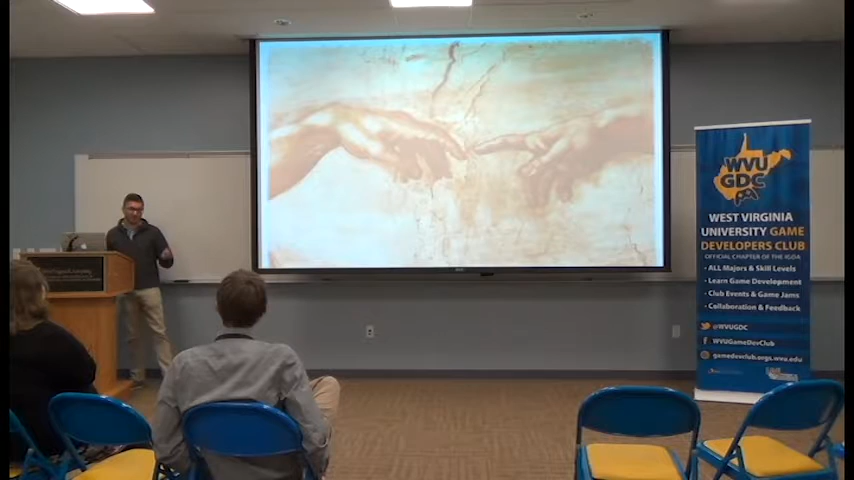 WVU
GDC
WEST VIRGINIA
UNIVERSITY GAME
DEVELOPERS CLUB
OFFICIAL CHAPTER OF THE IGDA
· ALL Majors & Skill Levels
· Learn Game Development
· Club Events & Game Jams
· Collaboration & Feedback
@WVUGDC
WVUGameDevClub
gamedevclub.orgs.wvu.edu